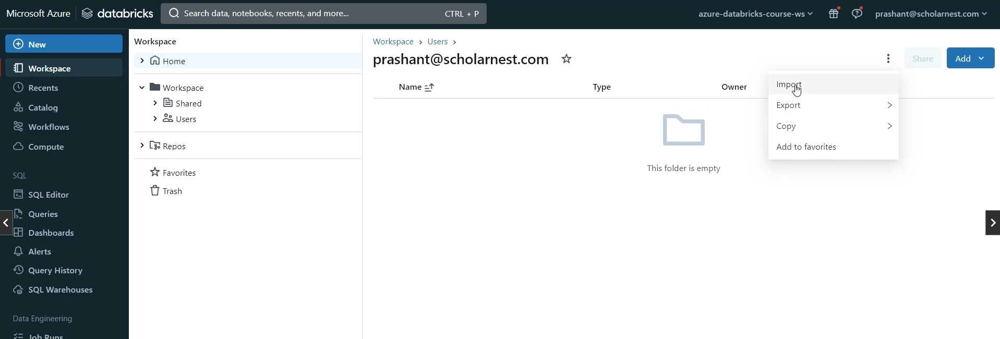 Microsoft Azure databricks Search data, notebooks, recents, and more... CTRL + P azure-databricks-course-ws prashant@scholarnest.com
New
Workspace
Recents
Catalog
Workflows
Compute
SQL
SQL Editor
Queries
Dashboards
Alerts
Query History
SQL Warehouses
Data Engineering
Job Runs
Workspace
Home
Workspace
Shared
Users
Repos
Favorites
Trash
Workspace > Users >
prashant@scholarnest.com
Share Add
Name Type Owner
This folder is empty
Import
Export
Copy
Add to favorites